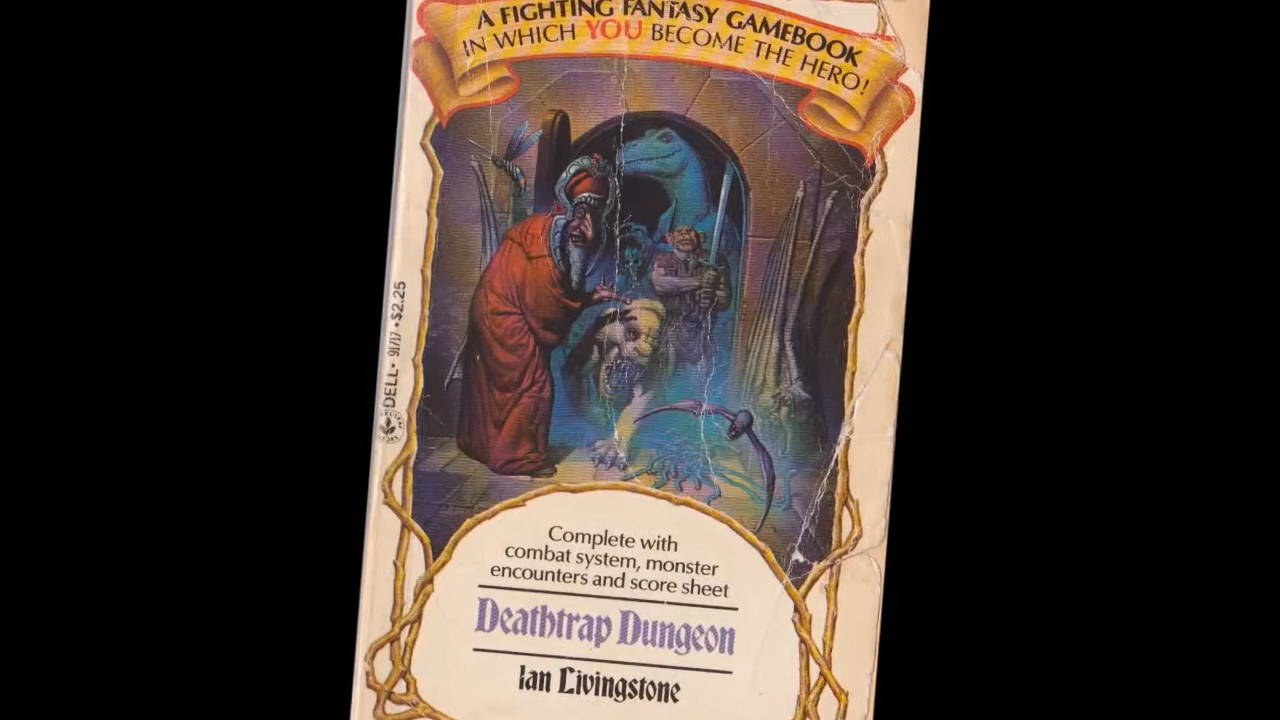 A FIGHTING FANTASY GAMEBOOK
IN WHICH YOU BECOME THE HERO!
DELL • 91717 • $2.25
Complete with
combat system, monster
encounters and score sheet
Deathtrap Dungeon
Ian Livingstone